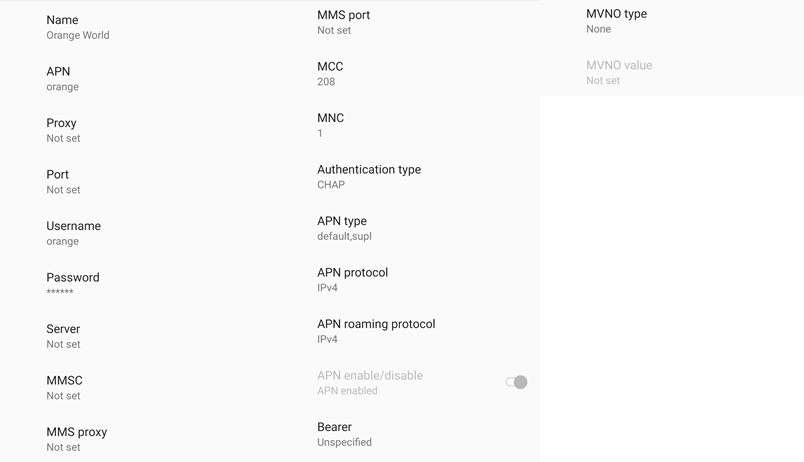 Name
Orange World
APN
orange
Proxy
Not set
Port
Not set
Username
orange
Password
******
Server
Not set
MMSC
Not set
MMS proxy
Not set
MMS port
Not set
MCC
208
MNC
1
Authentication type
CHAP
APN type
default,supl
APN protocol
IPv4
APN roaming protocol
IPv4
APN enable/disable
APN enabled
Bearer
Unspecified
MVNO type
None
MVNO value
Not set